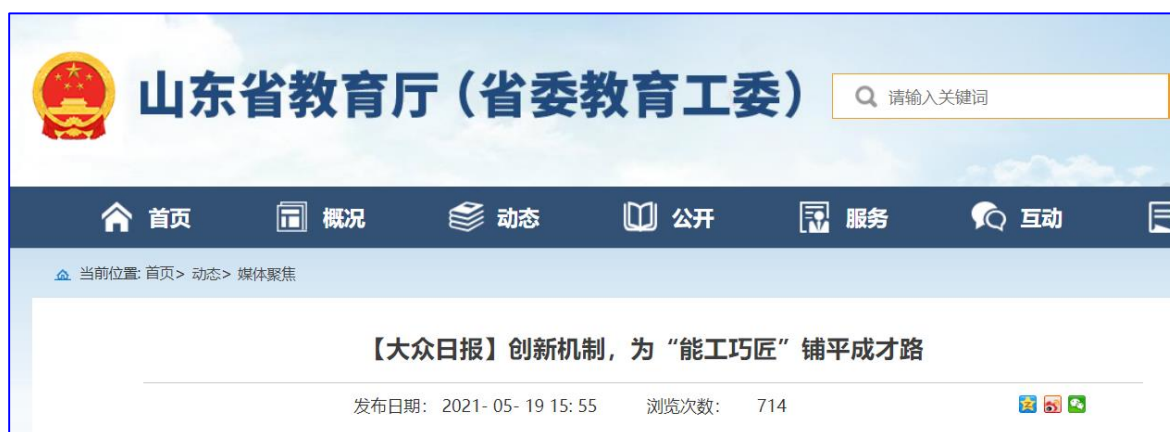 山东省教育厅（省委教育工委）
请输入关键词
首页 概况 动态 公开 服务 互动
当前位置: 首页> 动态> 媒体聚焦
【大众日报】创新机制，为“能工巧匠”铺平成才路
发布日期： 2021- 05- 19 15: 55 浏览次数： 714